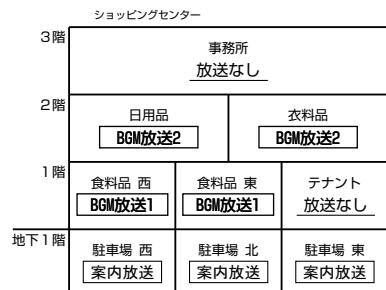 ショッピングセンター
3階
事務所
放送なし
2階
日用品 衣料品
BGM放送2 BGM放送2
1階
食料品 西 食料品 東 テナント
BGM放送1 BGM放送1 放送なし
地下1階
駐車場 西 駐車場 北 駐車場 東
案内放送 案内放送 案内放送